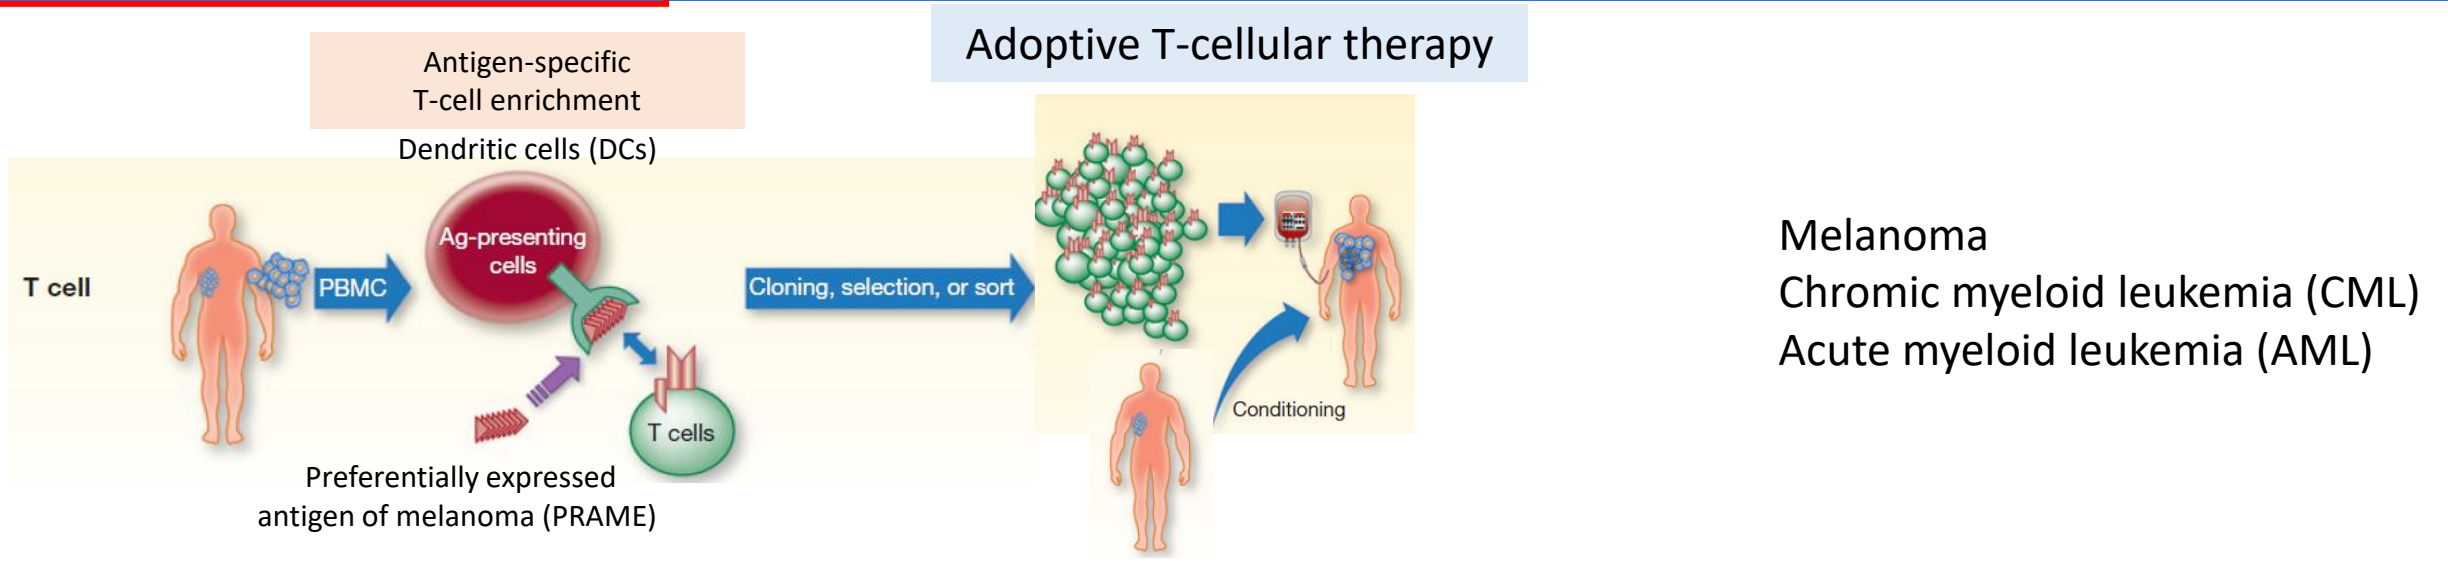 Antigen-specific
T-cell enrichment
Dendritic cells (DCs)
Adoptive T-cellular therapy
T cell
PBMC
Ag-presenting
cells
T cells
Preferentially expressed
antigen of melanoma (PRAME)
Cloning, selection, or sort
Conditioning
Melanoma
Chromic myeloid leukemia (CML)
Acute myeloid leukemia (AML)